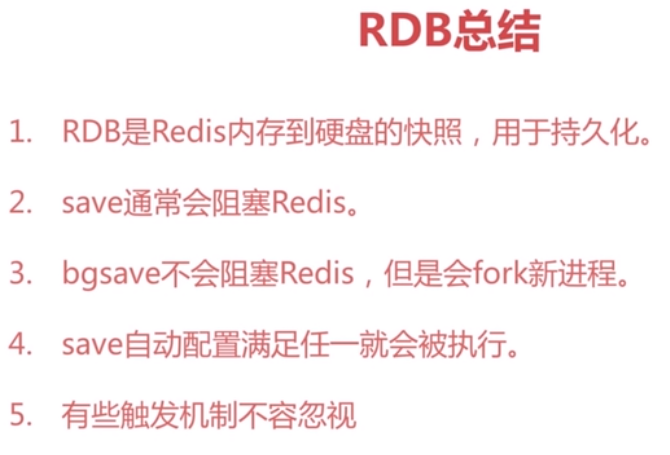 RDB总结
1. RDB是Redis内存到硬盘的快照，用于持久化。
2. save通常会阻塞Redis。
3. bgsave不会阻塞Redis，但是会fork新进程。
4. save自动配置满足任一就会被执行。
5. 有些触发机制不容忽视